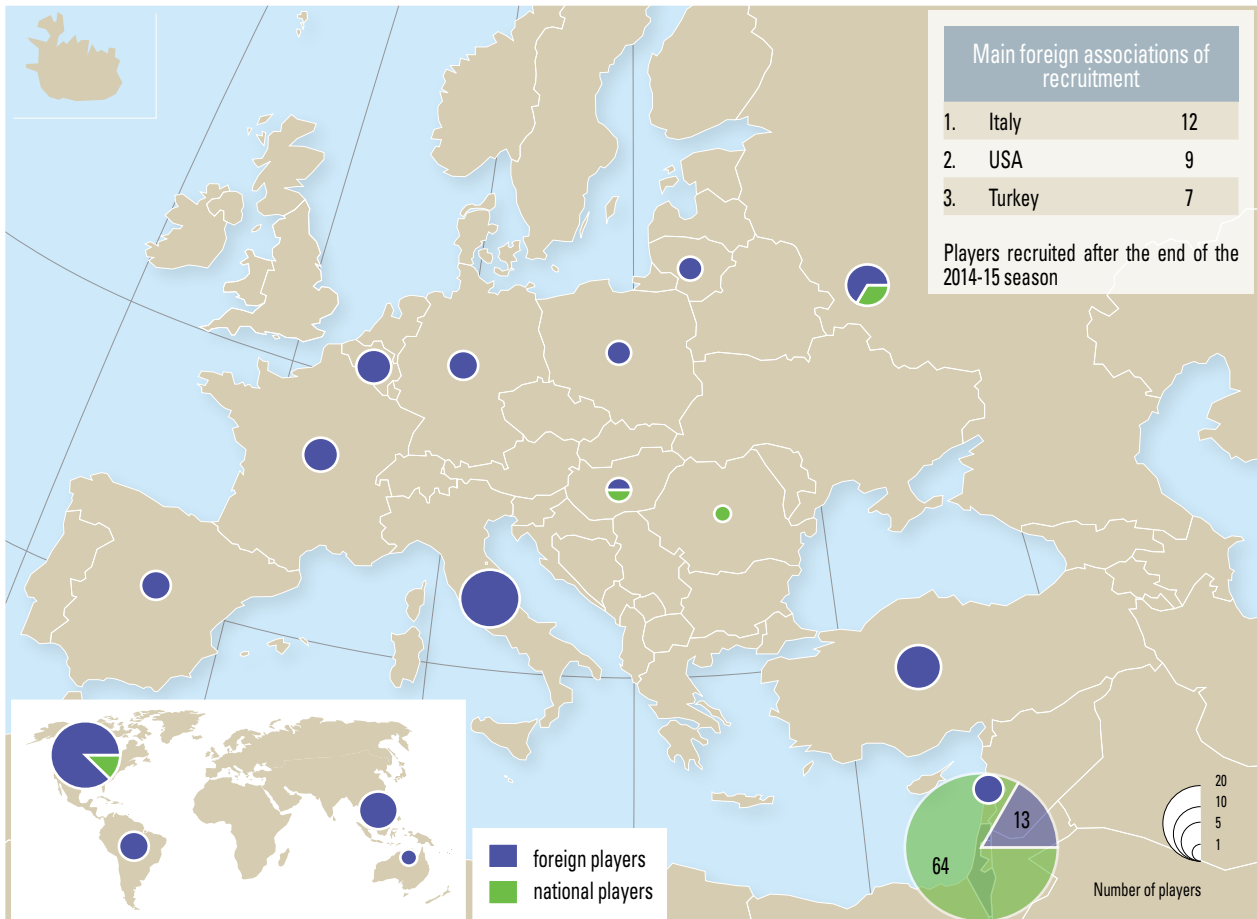 Main foreign associations of
recruitment
1. Italy 12
2. USA 9
3. Turkey 7
Players recruited after the end of the
2014-15 season
13
64
20
10
5
1
Number of players
foreign players
national players